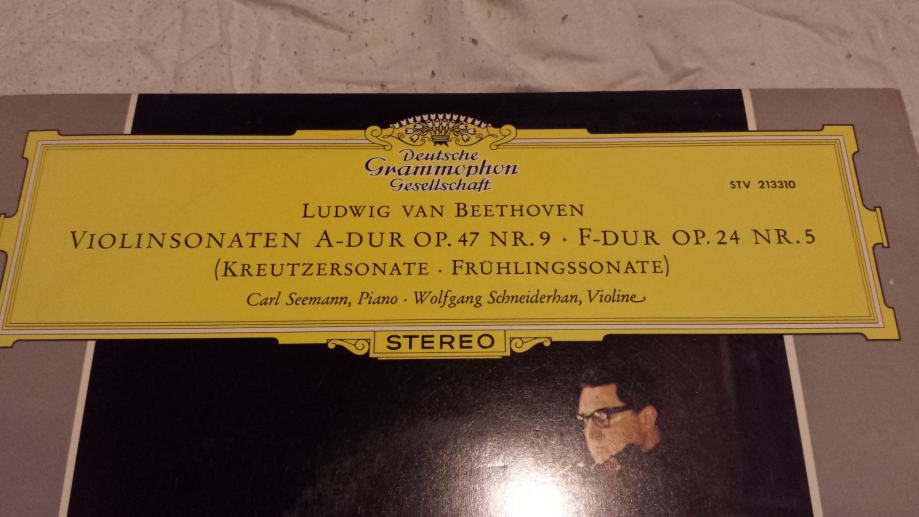 Deutsche
Grammophon
Gesellschaft
STV 213310
LUDWIG VAN BEETHOVEN
VIOLINSONATEN A-DUR OP. 47 NR. 9 · F-DUR OP. 24 NR. 5
(KREUTZERSONATE · FRÜHLINGSSONATE)
Carl Seemann, Piano · Wolfgang Schneiderhan, Violine
STEREO